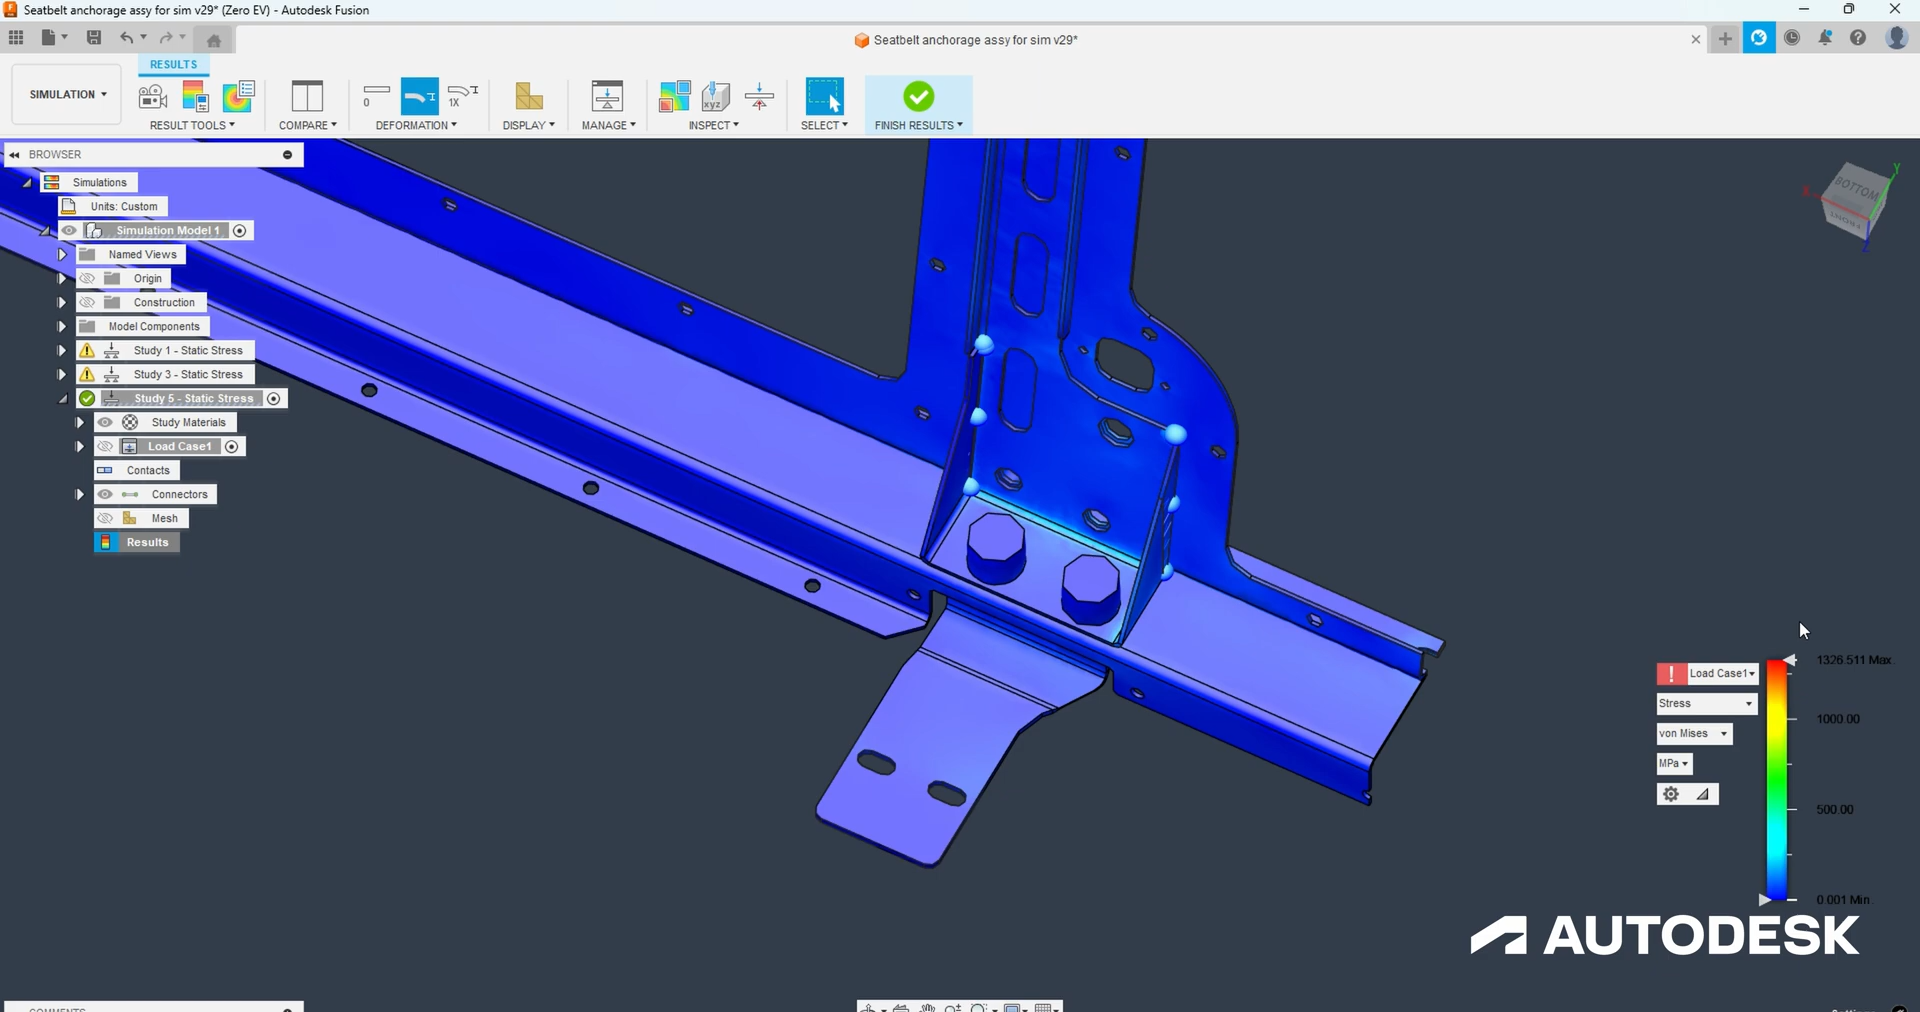 Seatbelt anchorage assy for sim v29* (Zero EV) - Autodesk Fusion
Seatbelt anchorage assy for sim v29*
RESULTS
SIMULATION
0
1X
xyz
RESULT TOOLS
COMPARE
DEFORMATION
DISPLAY
MANAGE
INSPECT
SELECT
FINISH RESULTS
BROWSER
Simulations
Units: Custom
Simulation Model 1
Named Views
Origin
Construction
Model Components
Study 1 - Static Stress
Study 3 - Static Stress
Study 5 - Static Stress
Study Materials
Load Case1
Contacts
Connectors
Mesh
Results
BOTTOM
FRONT
X
Y
Z
Load Case1
Stress
von Mises
MPa
1326.511 Max.
1000.00
500.00
0.001 Min.
AUTODESK
COMMENTS